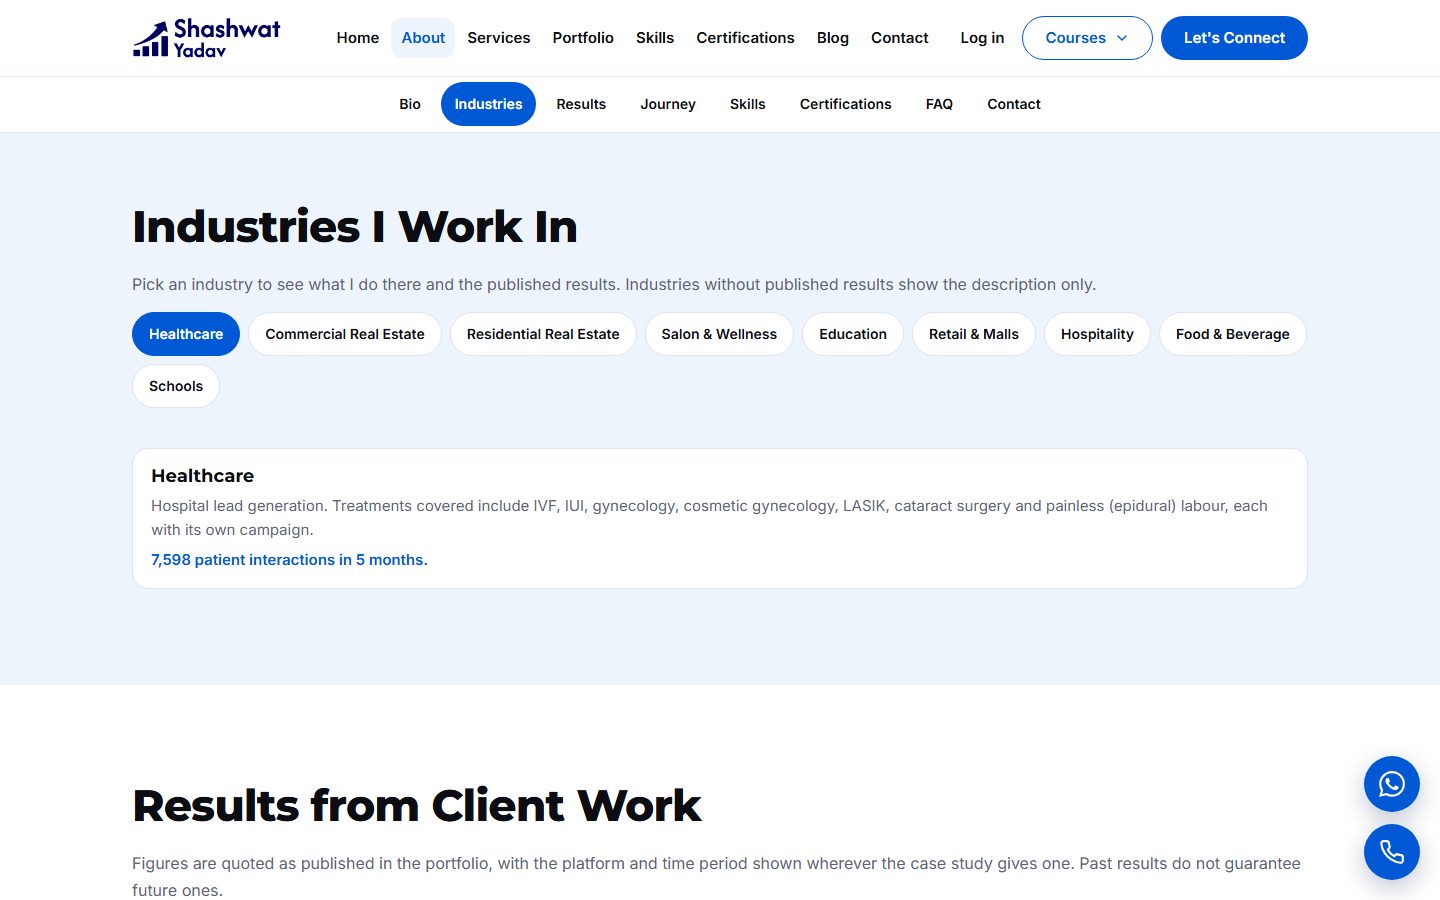 Shashwat
Yadav
Home About Services Portfolio Skills Certifications Blog Contact Log in Courses Let's Connect
Bio Industries Results Journey Skills Certifications FAQ Contact
Industries I Work In
Pick an industry to see what I do there and the published results. Industries without published results show the description only.
Healthcare Commercial Real Estate Residential Real Estate Salon & Wellness Education Retail & Malls Hospitality Food & Beverage
Schools
Healthcare
Hospital lead generation. Treatments covered include IVF, IUI, gynecology, cosmetic gynecology, LASIK, cataract surgery and painless (epidural) labour, each
with its own campaign.
7,598 patient interactions in 5 months.
Results from Client Work
Figures are quoted as published in the portfolio, with the platform and time period shown wherever the case study gives one. Past results do not guarantee
future ones.